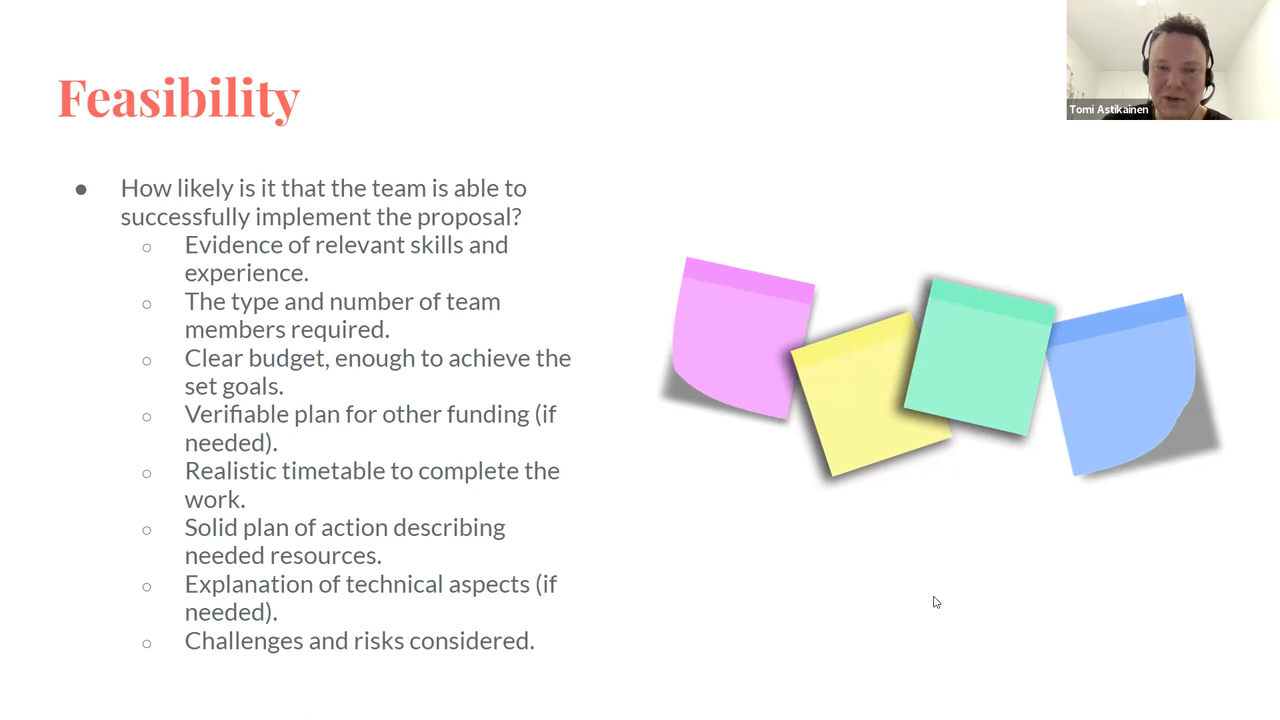 Feasibility
Tomi Astikainen
● How likely is it that the team is able to
successfully implement the proposal?
○ Evidence of relevant skills and
experience.
○ The type and number of team
members required.
○ Clear budget, enough to achieve the
set goals.
○ Verifiable plan for other funding (if
needed).
○ Realistic timetable to complete the
work.
○ Solid plan of action describing
needed resources.
○ Explanation of technical aspects (if
needed).
○ Challenges and risks considered.